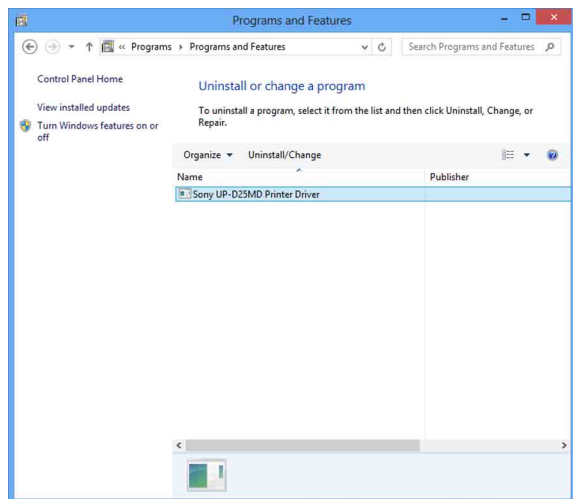 Programs and Features
« Programs ▸ Programs and Features
Search Programs and Features
Control Panel Home
View installed updates
Turn Windows features on or
off
Uninstall or change a program
To uninstall a program, select it from the list and then click Uninstall, Change, or
Repair.
Organize Uninstall/Change
Name Publisher
Sony UP-D25MD Printer Driver